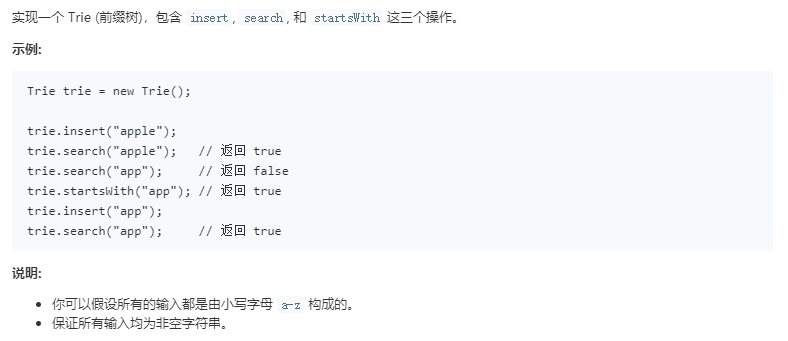 实现一个 Trie (前缀树)，包含 insert, search, 和 startsWith 这三个操作。
示例:
Trie trie = new Trie();
trie.insert("apple");
trie.search("apple");   // 返回 true
trie.search("app");     // 返回 false
trie.startsWith("app"); // 返回 true
trie.insert("app");
trie.search("app");     // 返回 true
说明:
• 你可以假设所有的输入都是由小写字母 a-z 构成的。
• 保证所有输入均为非空字符串。